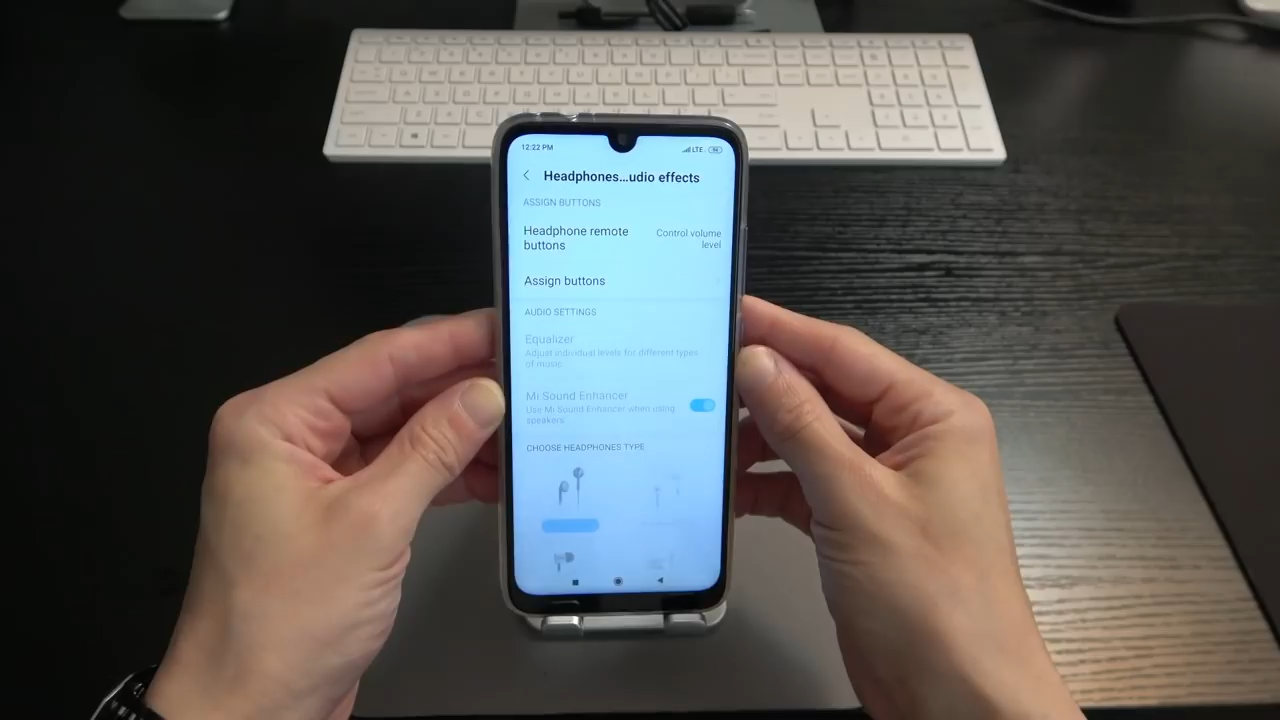 12:22 PM
LTE
Headphones...udio effects
ASSIGN BUTTONS
Headphone remote
buttons
Control volume
level
Assign buttons
AUDIO SETTINGS
Equalizer
Adjust individual levels for different types
of music
Mi Sound Enhancer
Use Mi Sound Enhancer when using
speakers
CHOOSE HEADPHONES TYPE